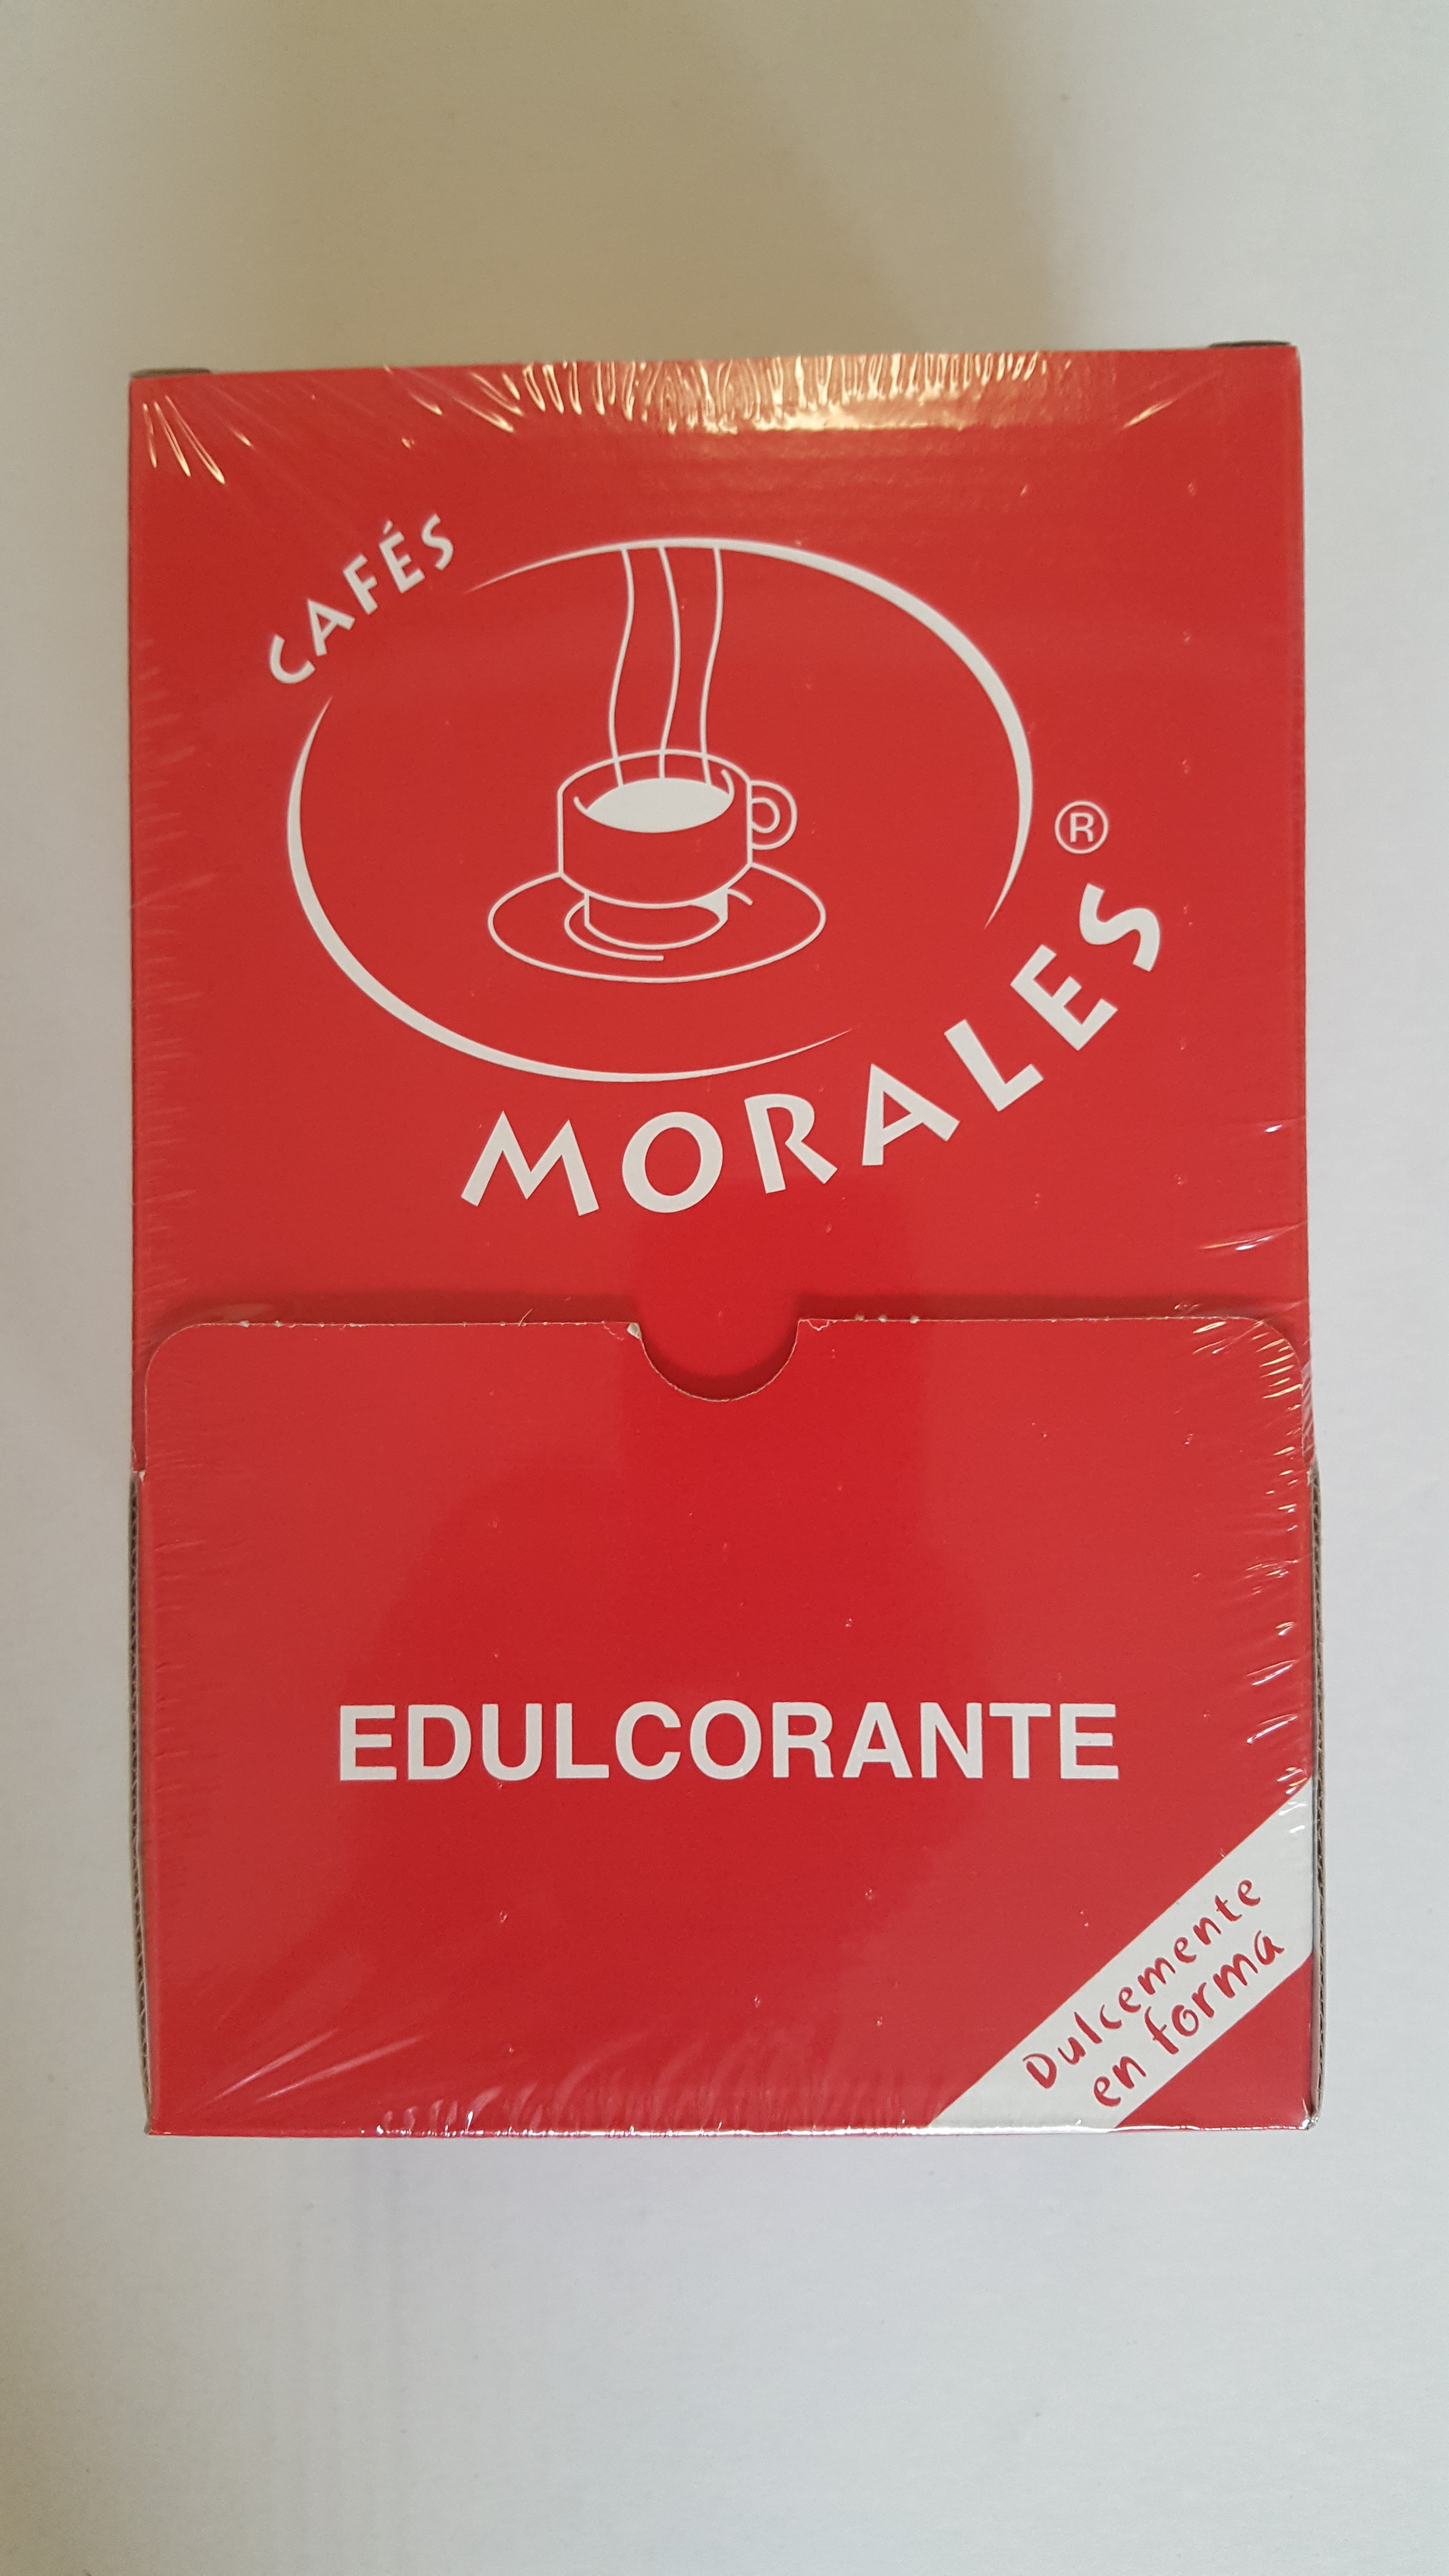 CAFÉS
MORALES®
EDULCORANTE
Dulcemente
en forma